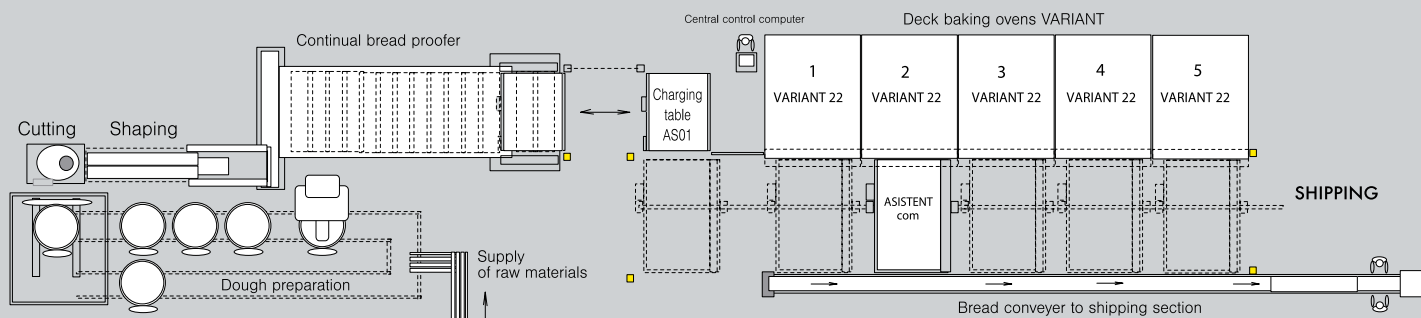 Central control computer
Deck baking ovens VARIANT
Continual bread proofer
1
VARIANT 22
2
VARIANT 22
3
VARIANT 22
4
VARIANT 22
5
VARIANT 22
Charging
table
AS01
Cutting
Shaping
ASISTENT
com
SHIPPING
Supply
of raw materials
Dough preparation
Bread conveyer to shipping section